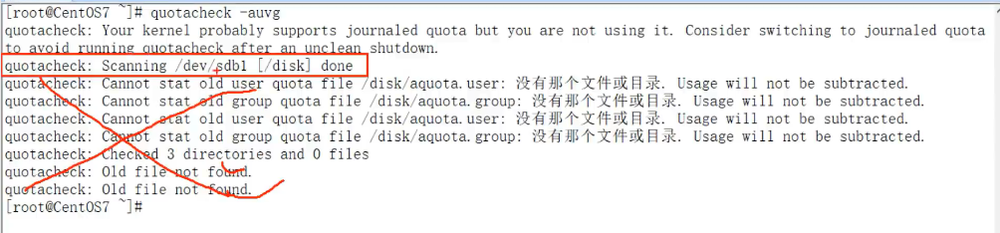 [root@CentOS7 ~]# quotacheck -auvg
quotacheck: Your kernel probably supports journaled quota but you are not using it. Consider switching to journaled quota
to avoid running quotacheck after an unclean shutdown.
quotacheck: Scanning /dev/sdb1 [/disk] done
quotacheck: Cannot stat old user quota file /disk/aquota.user: 没有那个文件或目录. Usage will not be subtracted.
quotacheck: Cannot stat old group quota file /disk/aquota.group: 没有那个文件或目录. Usage will not be subtracted.
quotacheck: Cannot stat old user quota file /disk/aquota.user: 没有那个文件或目录. Usage will not be subtracted.
quotacheck: Cannot stat old group quota file /disk/aquota.group: 没有那个文件或目录. Usage will not be subtracted.
quotacheck: Checked 3 directories and 0 files
quotacheck: Old file not found.
quotacheck: Old file not found.
[root@CentOS7 ~]#